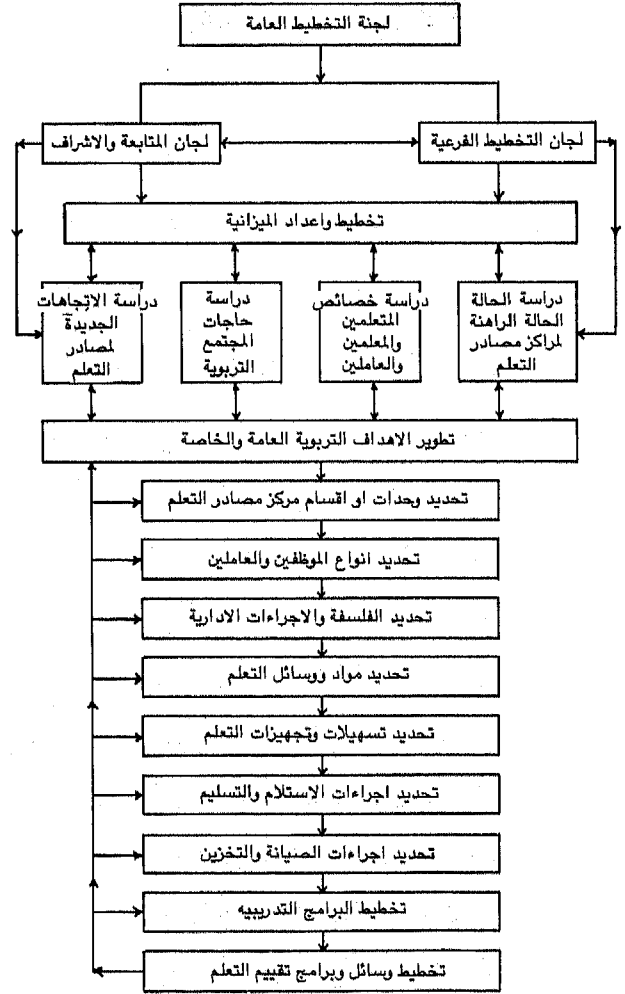 لجنة التخطيط العامة
لجان التخطيط الفرعية
لجان المتابعة والاشراف
تخطيط واعداد الميزانية
دراسة الحالة
الحالة الراهنة
لمراكز مصادر
التعلم
دراسة خصائص
المتعلمين
والمعلمين
والعاملين
دراسة
حاجات
المجتمع
التربوية
دراسة الاتجاهات
الجديدة
لمصادر
التعلم
تطوير الاهداف التربوية العامة والخاصة
تحديد وحدات او اقسام مركز مصادر التعلم
تحديد انواع الموظفين والعاملين
تحديد الفلسفة والاجراءات الادارية
تحديد مواد ووسائل التعلم
تحديد تسهيلات وتجهيزات التعلم
تحديد اجراءات الاستلام والتسليم
تحديد اجراءات الصيانة والتخزين
تخطيط البرامج التدريبيه
تخطيط وسائل وبرامج تقييم التعلم